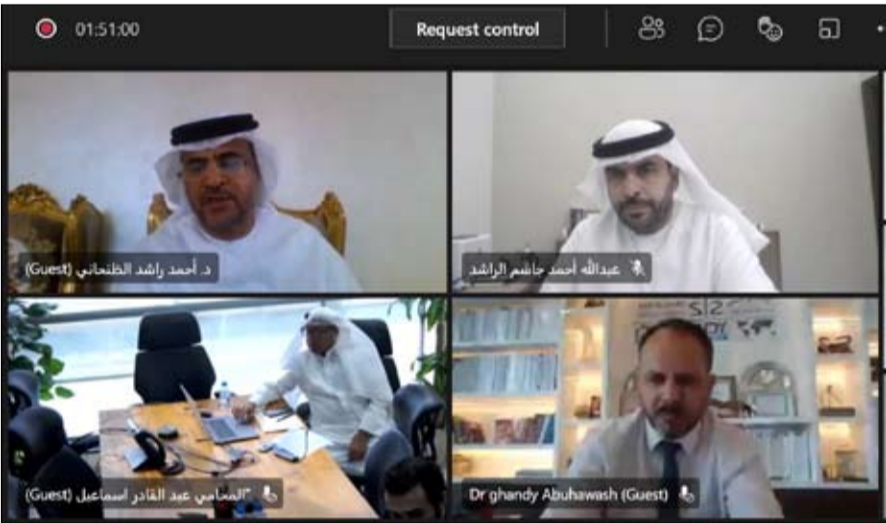 01:51:00
Request control
د. أحمد راشد الظنحاني (Guest)
عبدالله أحمد جاسم الراشد
"المحامي عبد القادر اسماعيل (Guest)
Dr ghandy Abuhawash (Guest)